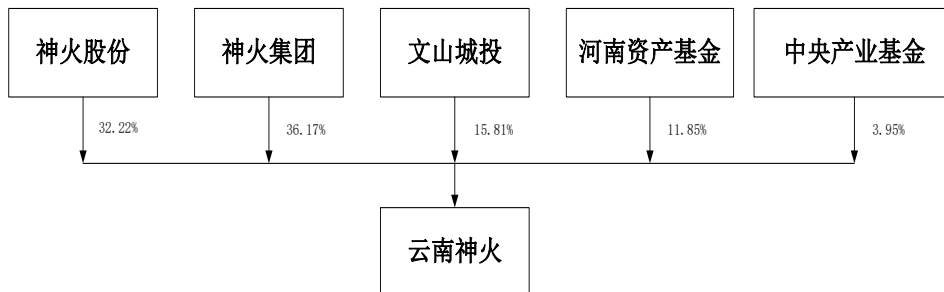 神火股份
神火集团
文山城投
河南资产基金
中央产业基金
32.22%
36.17%
15.81%
11.85%
3.95%
云南神火